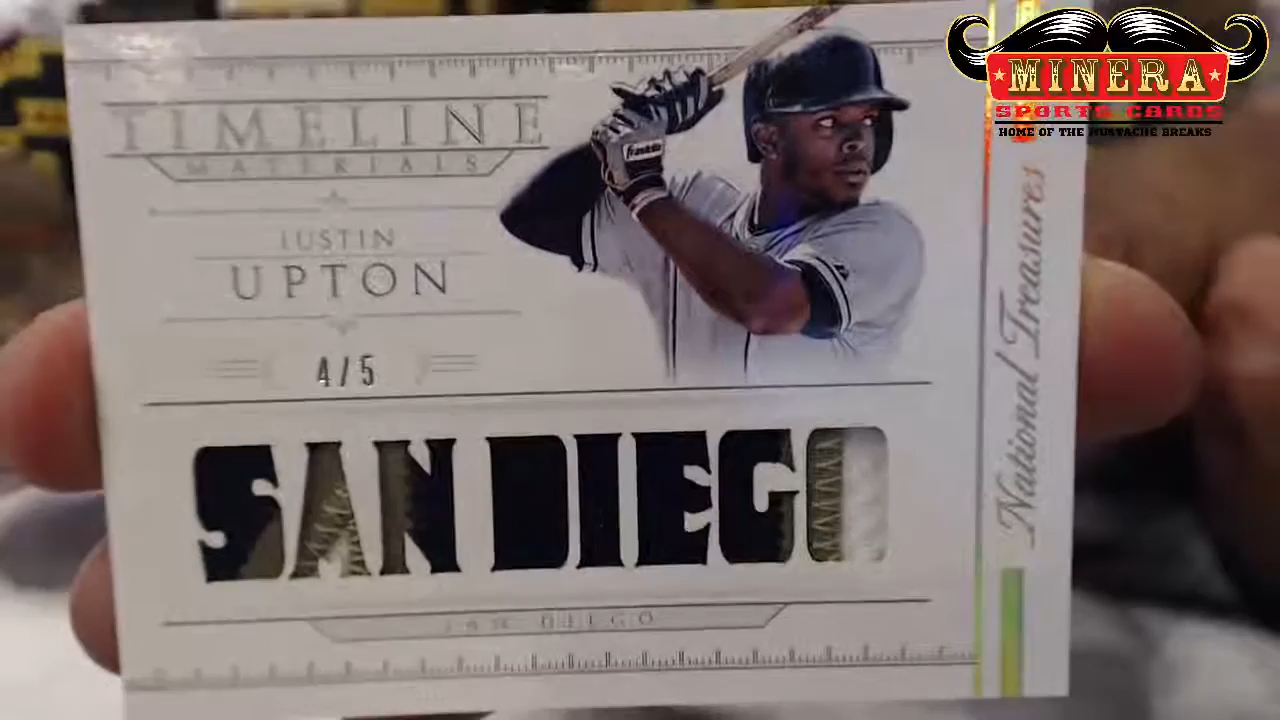 TIMELINE
MATERIALS
JUSTIN
UPTON
4/5
SAN DIEGO
SAN DIEGO
National Treasures
franklin
MINERA
SPORTS CARDS
HOME OF THE MUSTACHE BREAKS